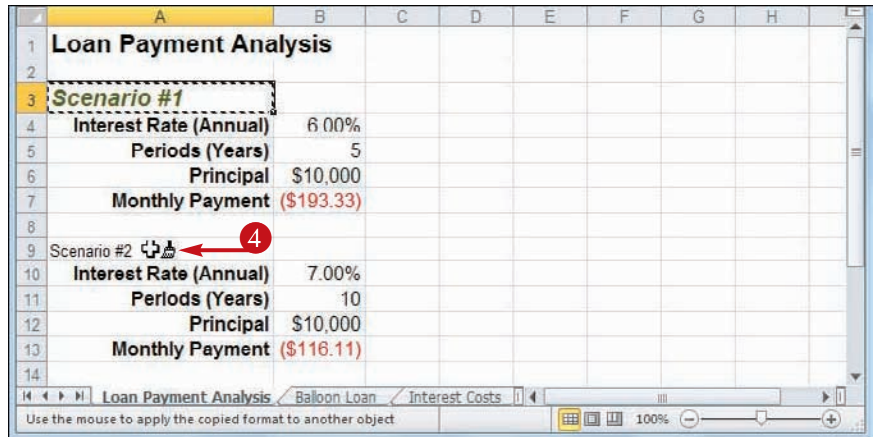 A B C D E F G H
1 Loan Payment Analysis
2
3 Scenario #1
4 Interest Rate (Annual) 6.00%
5 Periods (Years) 5
6 Principal $10,000
7 Monthly Payment ($193.33)
8
9 Scenario #2 4
10 Interest Rate (Annual) 7.00%
11 Periods (Years) 10
12 Principal $10,000
13 Monthly Payment ($116.11)
14
Loan Payment Analysis Balloon Loan Interest Costs
Use the mouse to apply the copied format to another object 100%